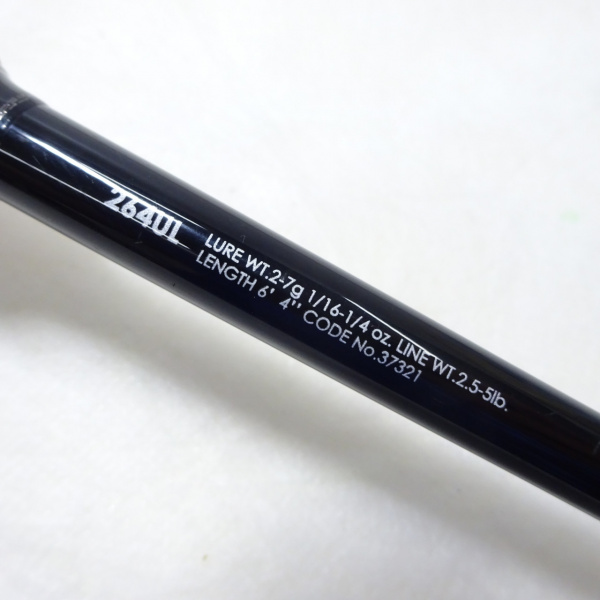 264UL
LURE WT.2-7g 1/16-1/4 oz. LINE WT.2.5-5lb.
LENGTH 6' 4'' CODE No.37321